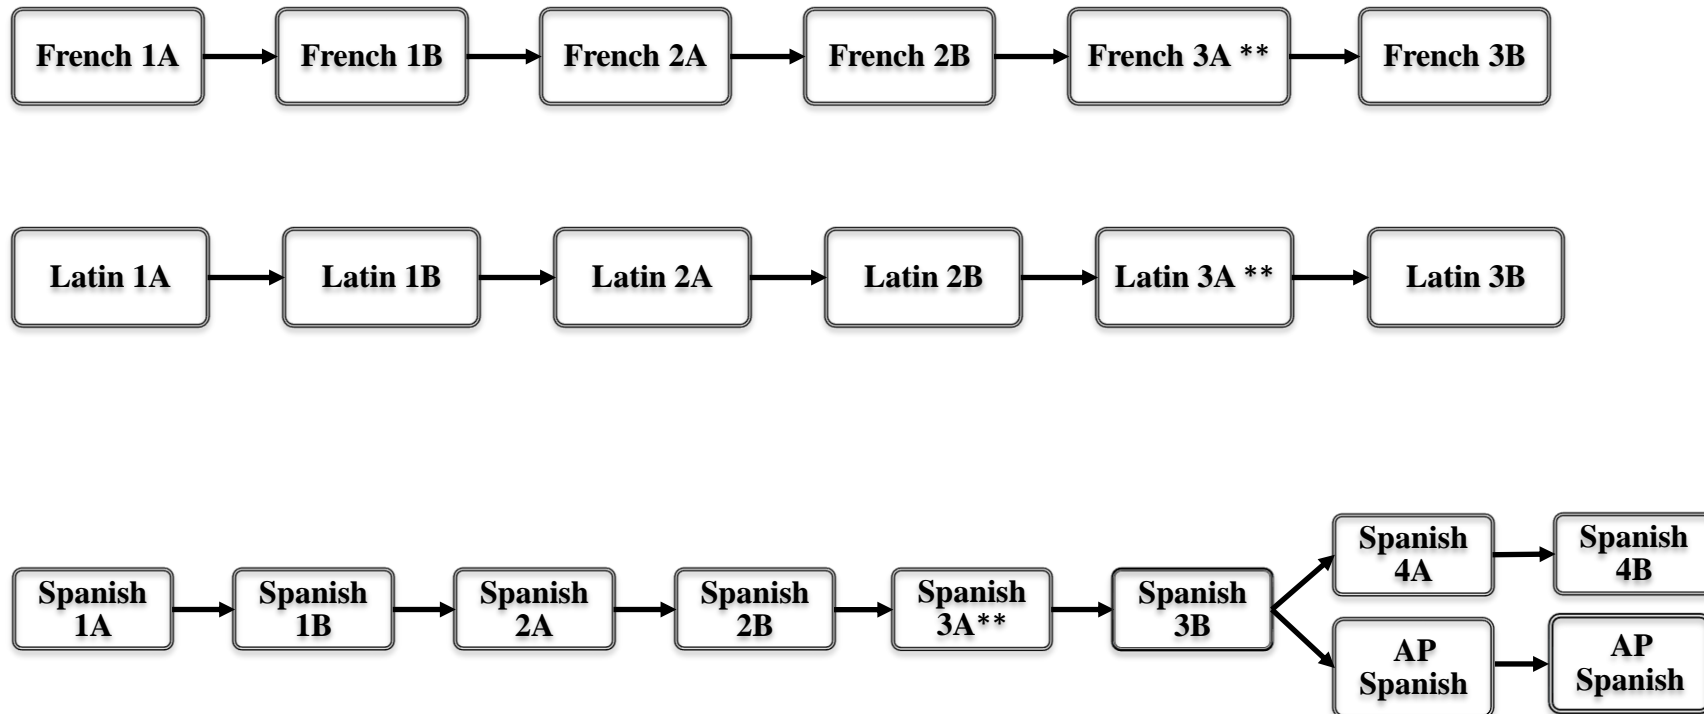 French 1A
French 1B
French 2A
French 2B
French 3A **
French 3B
Latin 1A
Latin 1B
Latin 2A
Latin 2B
Latin 3A **
Latin 3B
Spanish
1A
Spanish
1B
Spanish
2A
Spanish
2B
Spanish
3A**
Spanish
3B
Spanish
4A
Spanish
4B
AP
Spanish
AP
Spanish